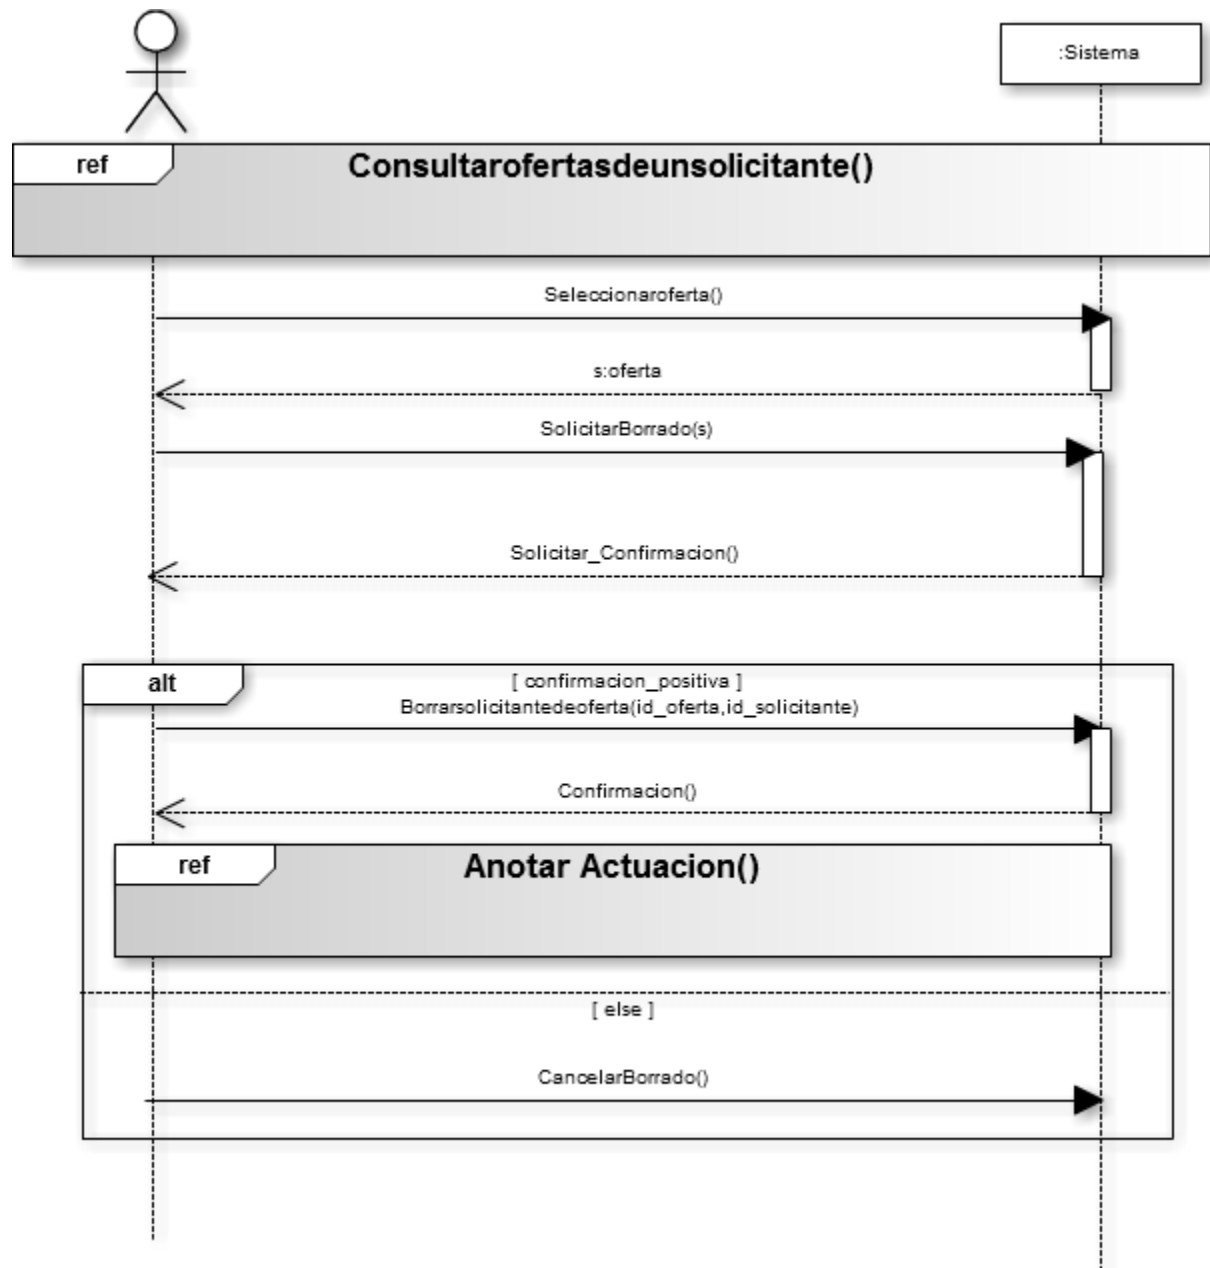 :Sistema
ref
Consultarofertasdeunsolicitante()
Seleccionaroferta()
s:oferta
SolicitarBorrado(s)
Solicitar_Confirmacion()
alt
[ confirmacion_positiva ]
Borrarsolicitantedeoferta(id_oferta,id_solicitante)
Confirmacion()
ref
Anotar Actuacion()
[ else ]
CancelarBorrado()